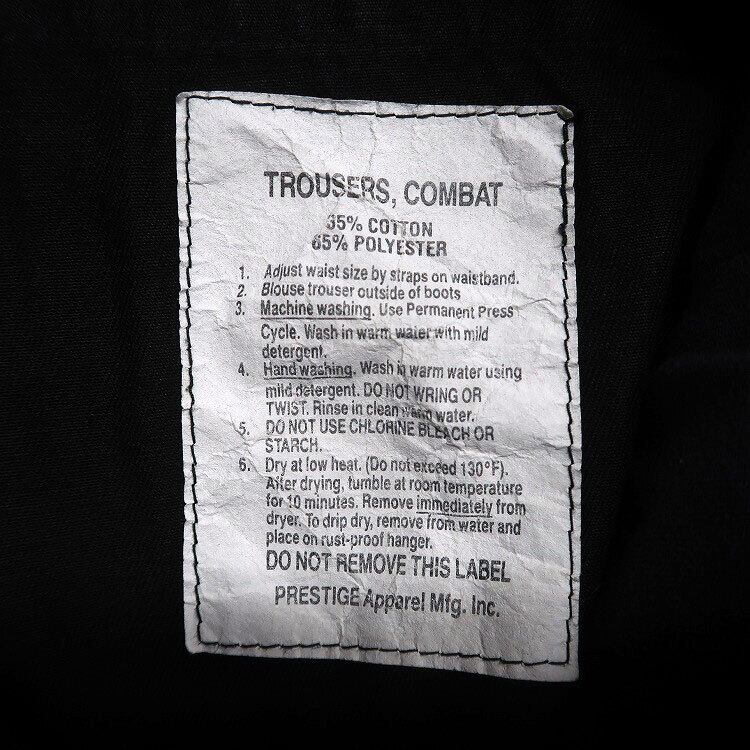 TROUSERS, COMBAT
35% COTTON
65% POLYESTER
1. Adjust waist size by straps on waistband.
2. Blouse trouser outside of boots
3. Machine washing. Use Permanent Press
Cycle. Wash in warm water with mild
detergent.
4. Hand washing. Wash in warm water using
mild detergent. DO NOT WRING OR
TWIST. Rinse in clean warm water.
5. DO NOT USE CHLORINE BLEACH OR
STARCH.
6. Dry at low heat. (Do not exceed 130°F).
After drying, tumble at room temperature
for 10 minutes. Remove immediately from
dryer. To drip dry, remove from water and
place on rust-proof hanger.
DO NOT REMOVE THIS LABEL
PRESTIGE Apparel Mfg. Inc.